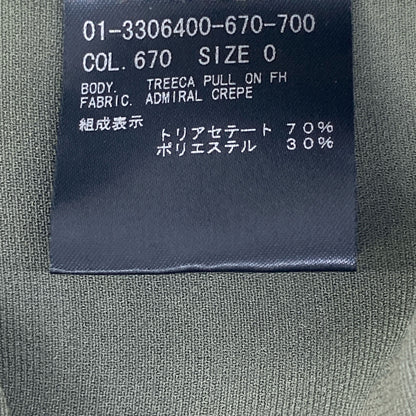 01-3306400-670-700
COL. 670 SIZE 0
BODY. TREECA PULL ON FH
FABRIC. ADMIRAL CREPE
組成表示
トリアセテート 70%
ポリエステル 30%